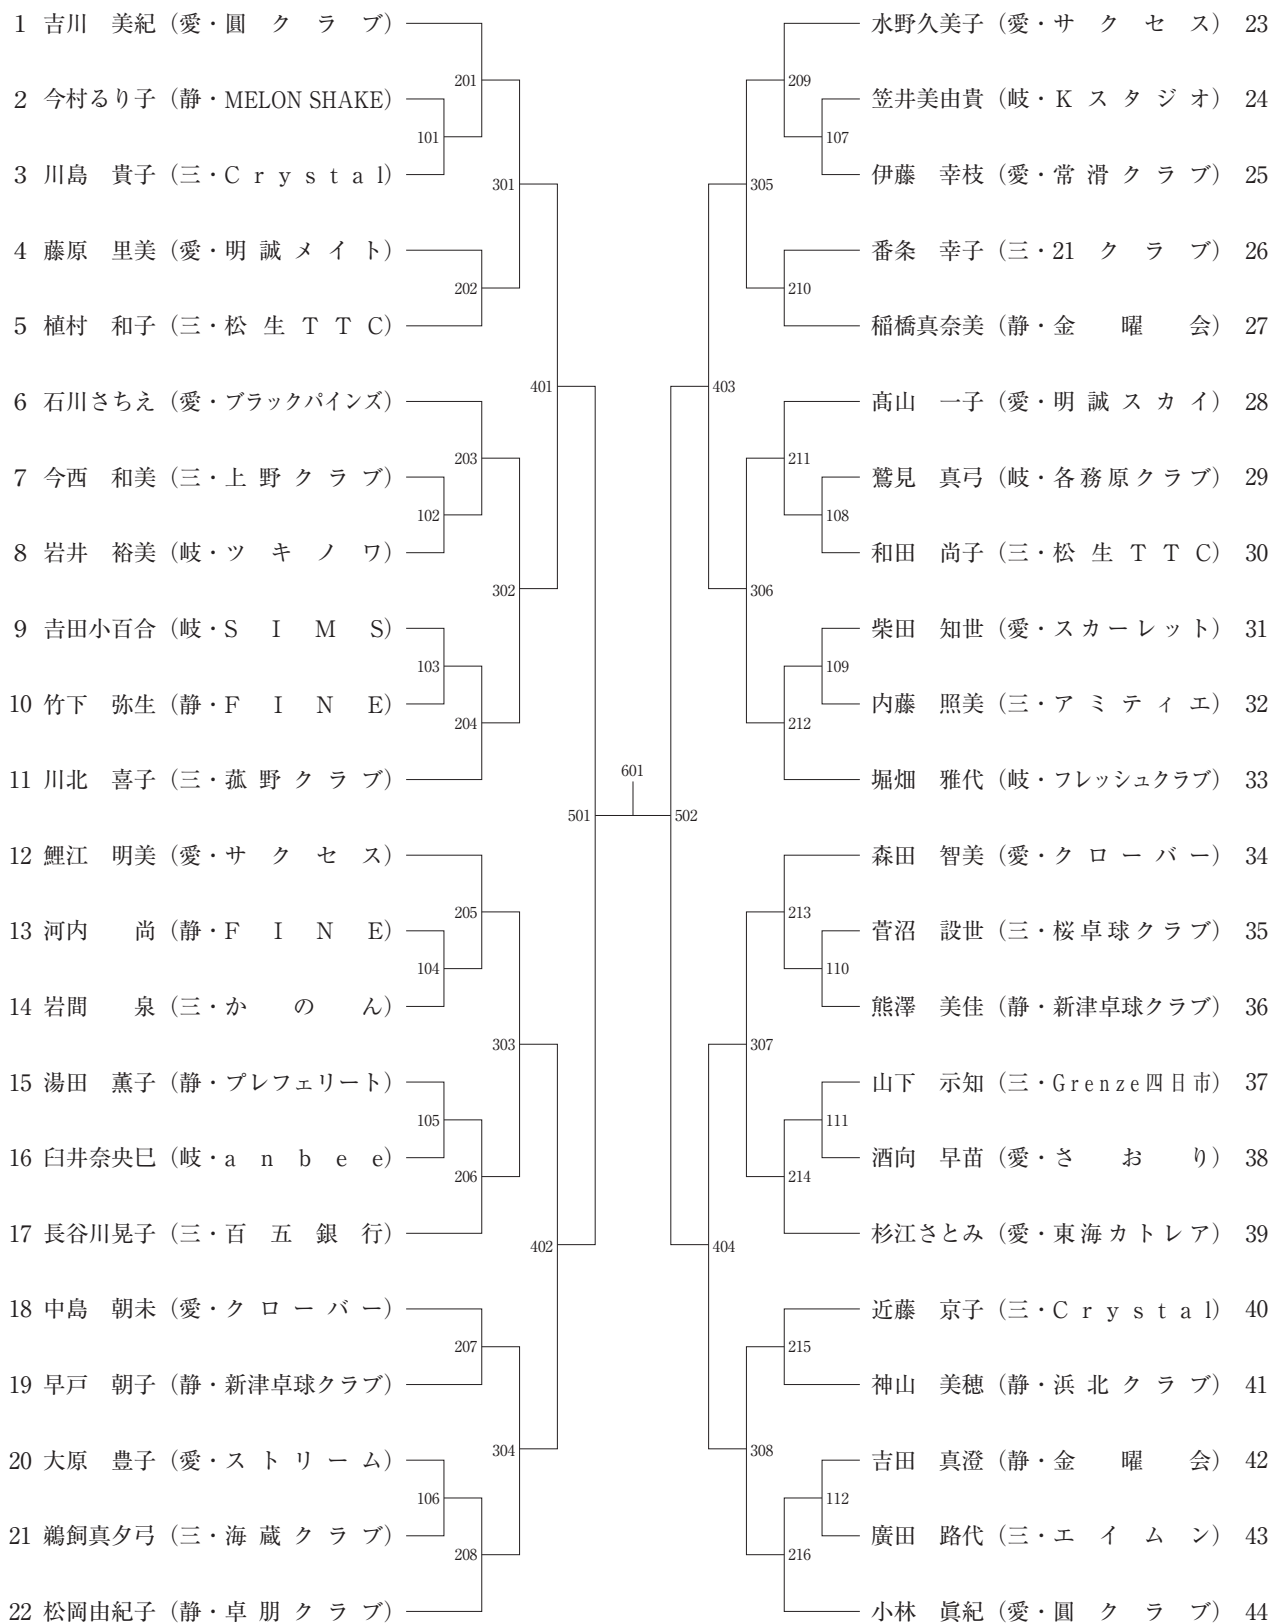 1 吉川　美紀（愛・圓クラブ）
2 今村るり子（静・MELON SHAKE）
3 川島　貴子（三・Crystal）
4 藤原　里美（愛・明誠メイト）
5 植村　和子（三・松生TTC）
6 石川さちえ（愛・ブラックパインズ）
7 今西　和美（三・上野クラブ）
8 岩井　裕美（岐・ツキノワ）
9 𠮷田小百合（岐・SIMS）
10 竹下　弥生（静・FINE）
11 川北　喜子（三・菰野クラブ）
12 鯉江　明美（愛・サクセス）
13 河内　尚（静・FINE）
14 岩間　泉（三・かのん）
15 湯田　薫子（静・プレフェリート）
16 臼井奈央巳（岐・anbee）
17 長谷川晃子（三・百五銀行）
18 中島　朝未（愛・クローバー）
19 早戸　朝子（静・新津卓球クラブ）
20 大原　豊子（愛・ストリーム）
21 鵜飼真夕弓（三・海蔵クラブ）
22 松岡由紀子（静・卓朋クラブ）
101
102
103
104
105
106
201
202
203
204
205
206
207
208
301
302
303
304
401
402
501
601
502
403
404
305
306
307
308
209
210
211
212
213
214
215
216
107
108
109
110
111
112
水野久美子（愛・サクセス） 23
笠井美由貴（岐・Kスタジオ） 24
伊藤　幸枝（愛・常滑クラブ） 25
番条　幸子（三・21クラブ） 26
稲橋真奈美（静・金曜会） 27
髙山　一子（愛・明誠スカイ） 28
鷲見　真弓（岐・各務原クラブ） 29
和田　尚子（三・松生TTC） 30
柴田　知世（愛・スカーレット） 31
内藤　照美（三・アミティエ） 32
堀畑　雅代（岐・フレッシュクラブ） 33
森田　智美（愛・クローバー） 34
菅沼　設世（三・桜卓球クラブ） 35
熊澤　美佳（静・新津卓球クラブ） 36
山下　示知（三・Grenze四日市） 37
酒向　早苗（愛・さおり） 38
杉江さとみ（愛・東海カトレア） 39
近藤　京子（三・Crystal） 40
神山　美穂（静・浜北クラブ） 41
吉田　真澄（静・金曜会） 42
廣田　路代（三・エイムン） 43
小林　眞紀（愛・圓クラブ） 44